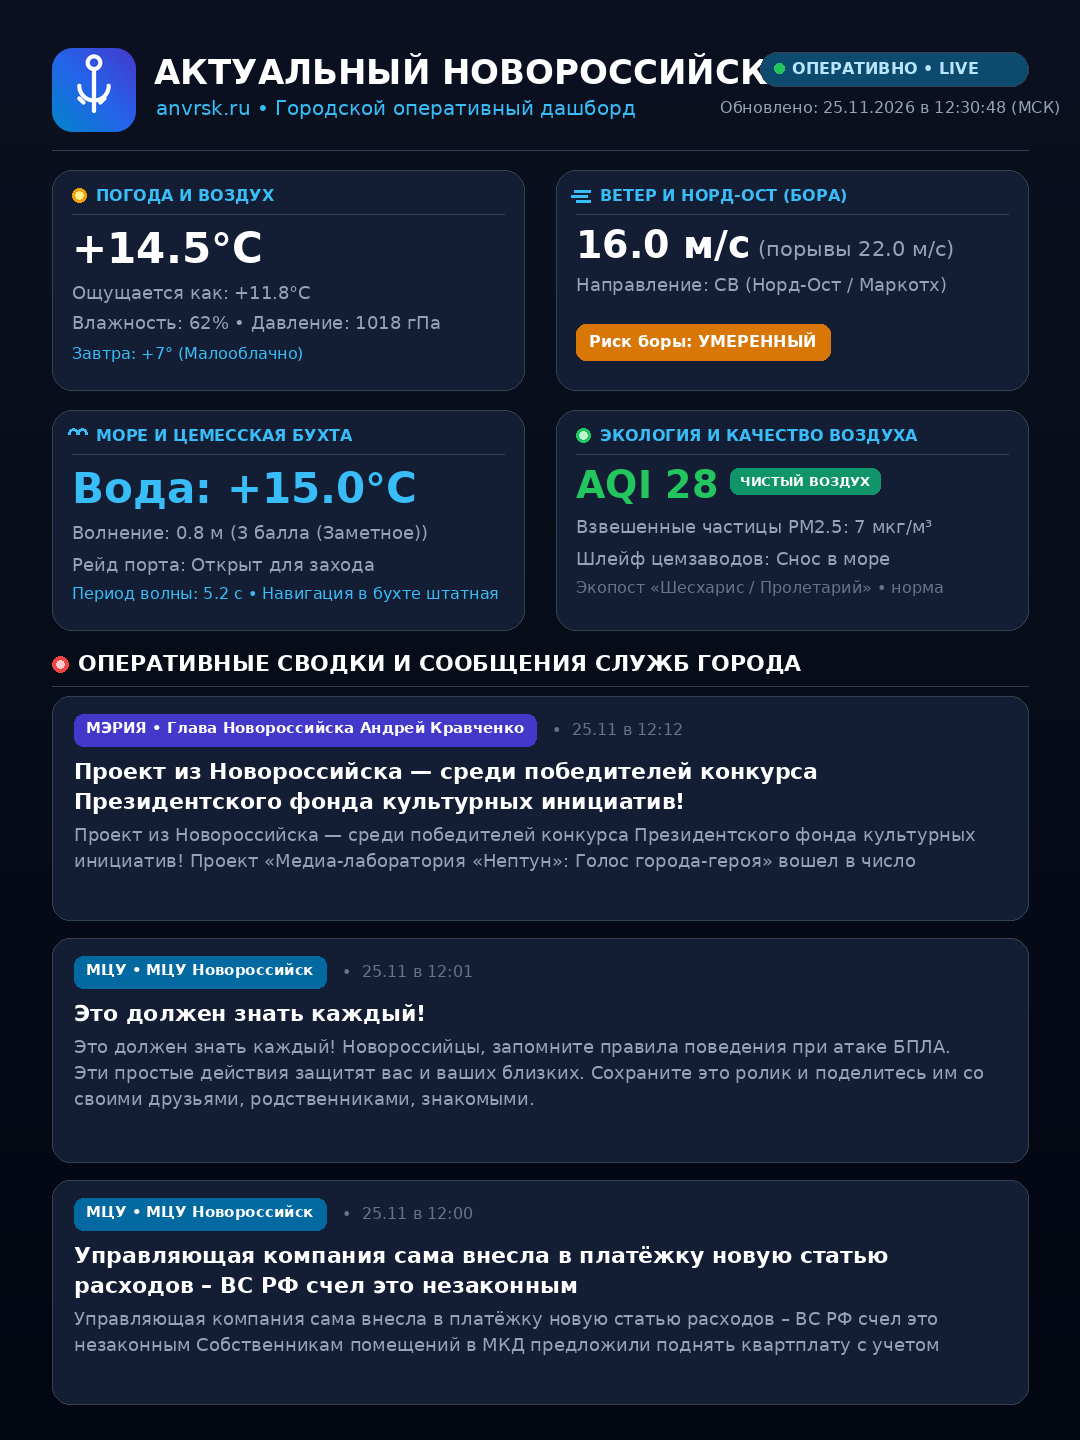 АКТУАЛЬНЫЙ НОВОРОССИЙСК
ОПЕРАТИВНО • LIVE
anvrsk.ru • Городской оперативный дашборд
Обновлено: 25.11.2026 в 12:30:48 (МСК)
ПОГОДА И ВОЗДУХ
+14.5°C
Ощущается как: +11.8°C
Влажность: 62% • Давление: 1018 гПа
Завтра: +7° (Малооблачно)
ВЕТЕР И НОРД-ОСТ (БОРА)
16.0 м/с (порывы 22.0 м/с)
Направление: СВ (Норд-Ост / Маркотх)
Риск боры: УМЕРЕННЫЙ
МОРЕ И ЦЕМЕССКАЯ БУХТА
Вода: +15.0°C
Волнение: 0.8 м (3 балла (Заметное))
Рейд порта: Открыт для захода
Период волны: 5.2 с • Навигация в бухте штатная
ЭКОЛОГИЯ И КАЧЕСТВО ВОЗДУХА
AQI 28 ЧИСТЫЙ ВОЗДУХ
Взвешенные частицы PM2.5: 7 мкг/м³
Шлейф цемзаводов: Снос в море
Экопост «Шесхарис / Пролетарий» • норма
ОПЕРАТИВНЫЕ СВОДКИ И СООБЩЕНИЯ СЛУЖБ ГОРОДА
МЭРИЯ • Глава Новороссийска Андрей Кравченко • 25.11 в 12:12
Проект из Новороссийска — среди победителей конкурса
Президентского фонда культурных инициатив!
Проект из Новороссийска — среди победителей конкурса Президентского фонда культурных
инициатив! Проект «Медиа-лаборатория «Нептун»: Голос города-героя» вошел в число
МЦУ • МЦУ Новороссийск • 25.11 в 12:01
Это должен знать каждый!
Это должен знать каждый! Новороссийцы, запомните правила поведения при атаке БПЛА.
Эти простые действия защитят вас и ваших близких. Сохраните это ролик и поделитесь им со
своими друзьями, родственниками, знакомыми.
МЦУ • МЦУ Новороссийск • 25.11 в 12:00
Управляющая компания сама внесла в платёжку новую статью
расходов – ВС РФ счел это незаконным
Управляющая компания сама внесла в платёжку новую статью расходов – ВС РФ счел это
незаконным Собственникам помещений в МКД предложили поднять квартплату с учетом